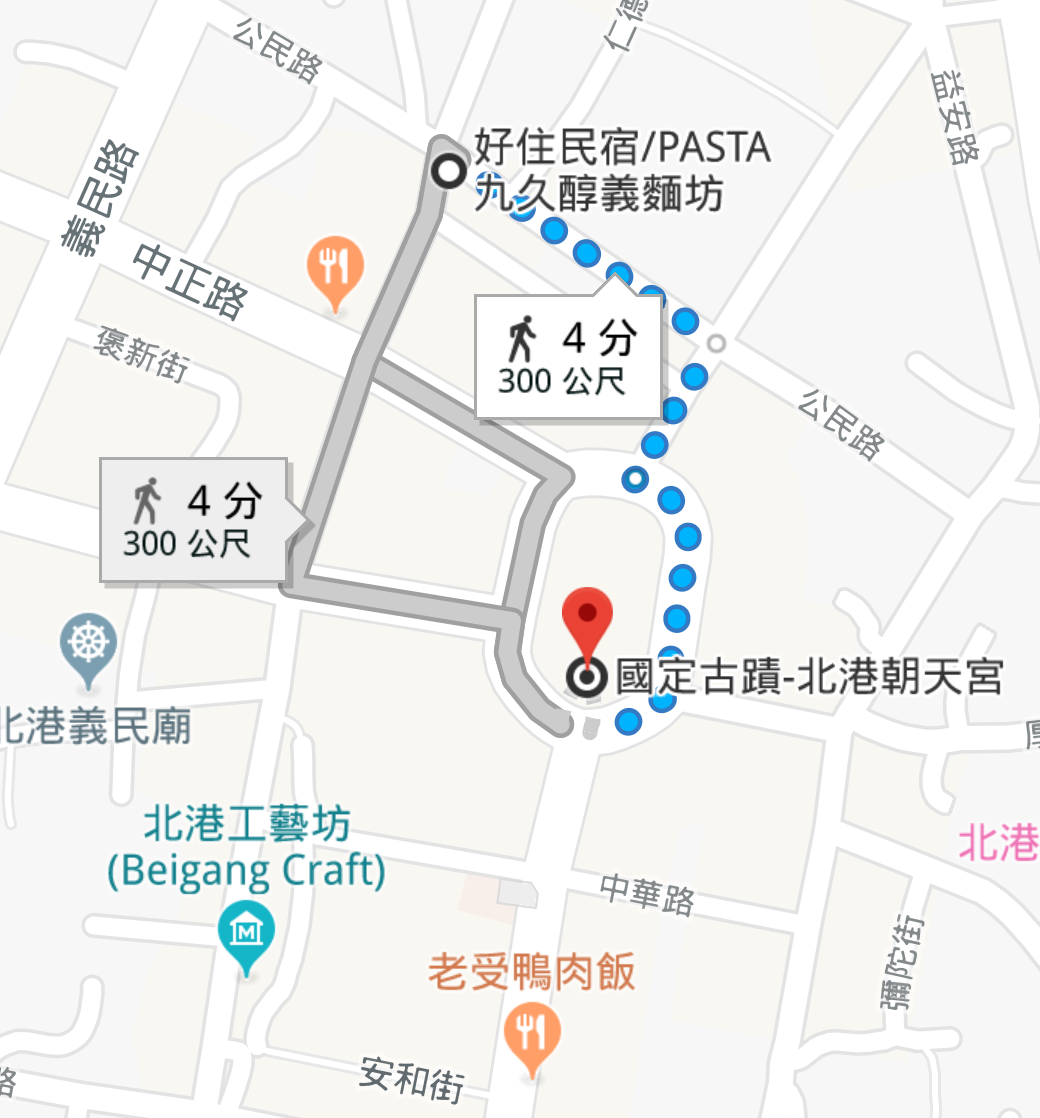 公民路
仁德
益安路
好住民宿/PASTA
九久醇義麵坊
義民路
中正路
4 分
300 公尺
褒新街
公民路
4 分
300 公尺
國定古蹟-北港朝天宮
北港義民廟
厚
北港工藝坊
(Beigang Craft)
北港
中華路
彌陀街
老受鴨肉飯
安和街
路